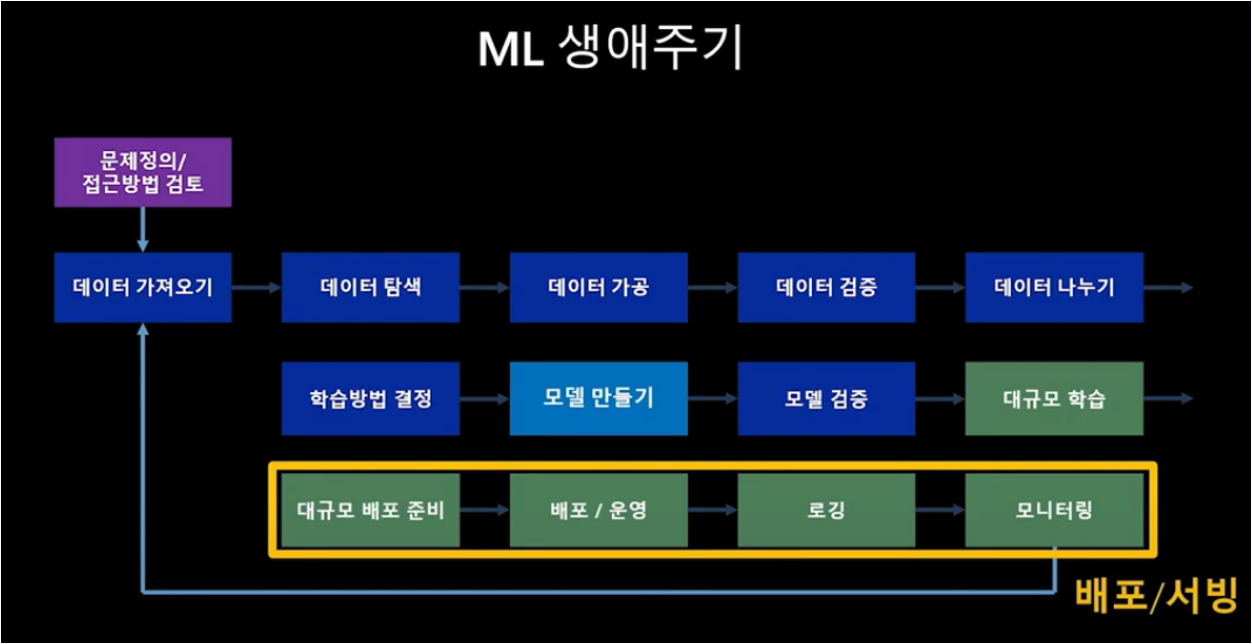 ML 생애주기
문제정의/
접근방법 검토
데이터 가져오기
데이터 탐색
데이터 가공
데이터 검증
데이터 나누기
학습방법 결정
모델 만들기
모델 검증
대규모 학습
대규모 배포 준비
배포 / 운영
로깅
모니터링
배포/서빙